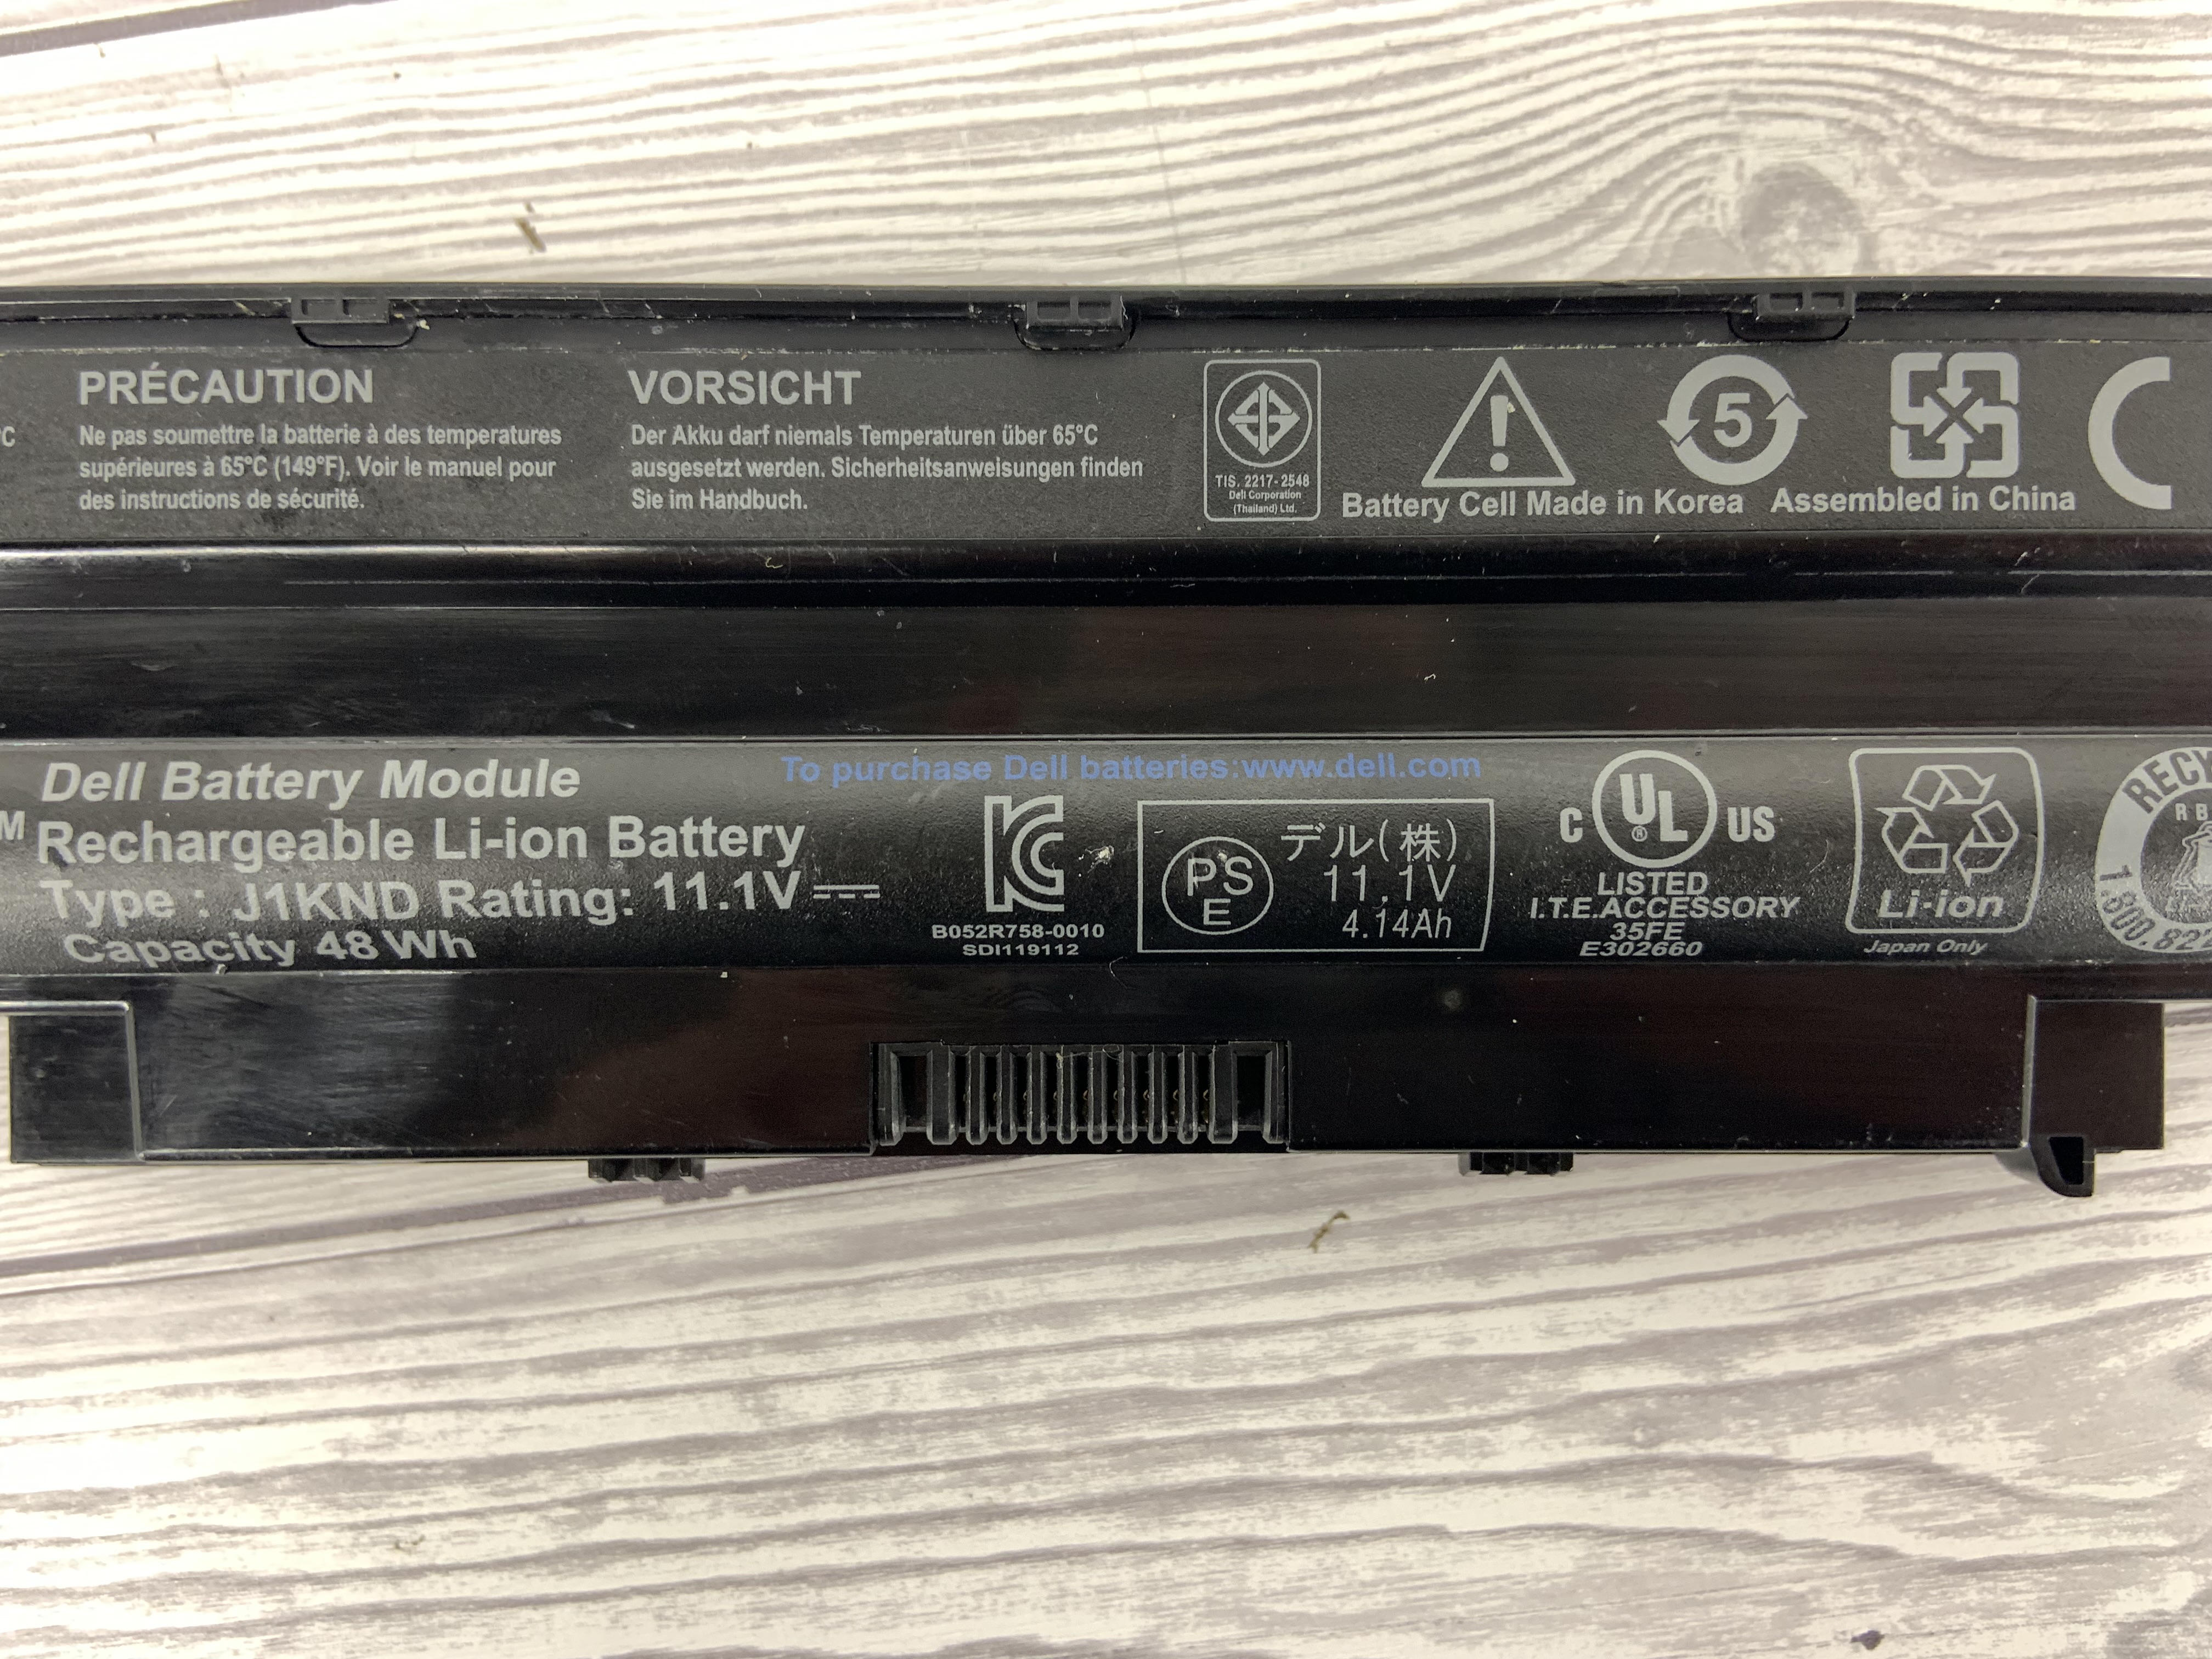 °C
PRÉCAUTION
Ne pas soumettre la batterie à des temperatures
supérieures à 65°C (149°F). Voir le manuel pour
des instructions de sécurité.
VORSICHT
Der Akku darf niemals Temperaturen über 65°C
ausgesetzt werden. Sicherheitsanweisungen finden
Sie im Handbuch.
TIS. 2217-2548
Dell Corporation
(Thailand) Ltd.
5
Battery Cell Made in Korea
Assembled in China
Dell Battery Module
Rechargeable Li-ion Battery
Type : J1KND Rating: 11.1V
Capacity 48 Wh
To purchase Dell batteries:www.dell.com
B052R758-0010
SDI119112
PS
E
デル(株)
11.1V
4.14Ah
C UL ® US
LISTED
I.T.E.ACCESSORY
35FE
E302660
Li-ion
Japan Only
RECY
R B
1.800.822